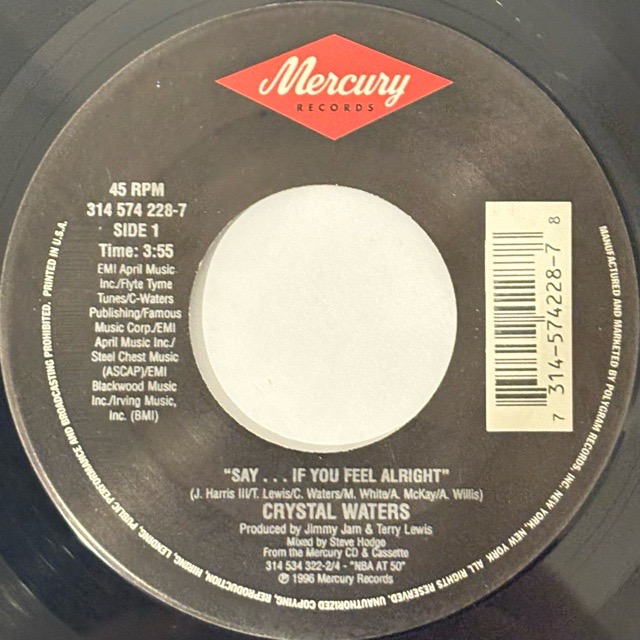 Mercury
RECORDS
45 RPM
314 574 228-7
SIDE 1
Time: 3:55
EMI April Music
Inc./Flyte Tyme
Tunes/C-Waters
Publishing/Famous
Music Corp./EMI
April Music Inc./
Steel Chest Music
(ASCAP)/EMI
Blackwood Music
Inc./Irving Music,
Inc. (BMI)
7 314-574228-7 8
"SAY . . . IF YOU FEEL ALRIGHT"
(J. Harris III/T. Lewis/C. Waters/M. White/A. McKay/A. Willis)
CRYSTAL WATERS
Produced by Jimmy Jam & Terry Lewis
Mixed by Steve Hodge
From the Mercury CD & Cassette
314 534 322-2/4 - "NBA AT 50"
℗ 1996 Mercury Records
MANUFACTURED AND MARKETED BY POLYGRAM RECORDS INC. NEW YORK, NEW YORK. ALL RIGHTS RESERVED. UNAUTHORIZED COPYING, REPRODUCTION, HIRING, LENDING, PUBLIC PERFORMANCE AND BROADCASTING PROHIBITED. PRINTED IN U.S.A.